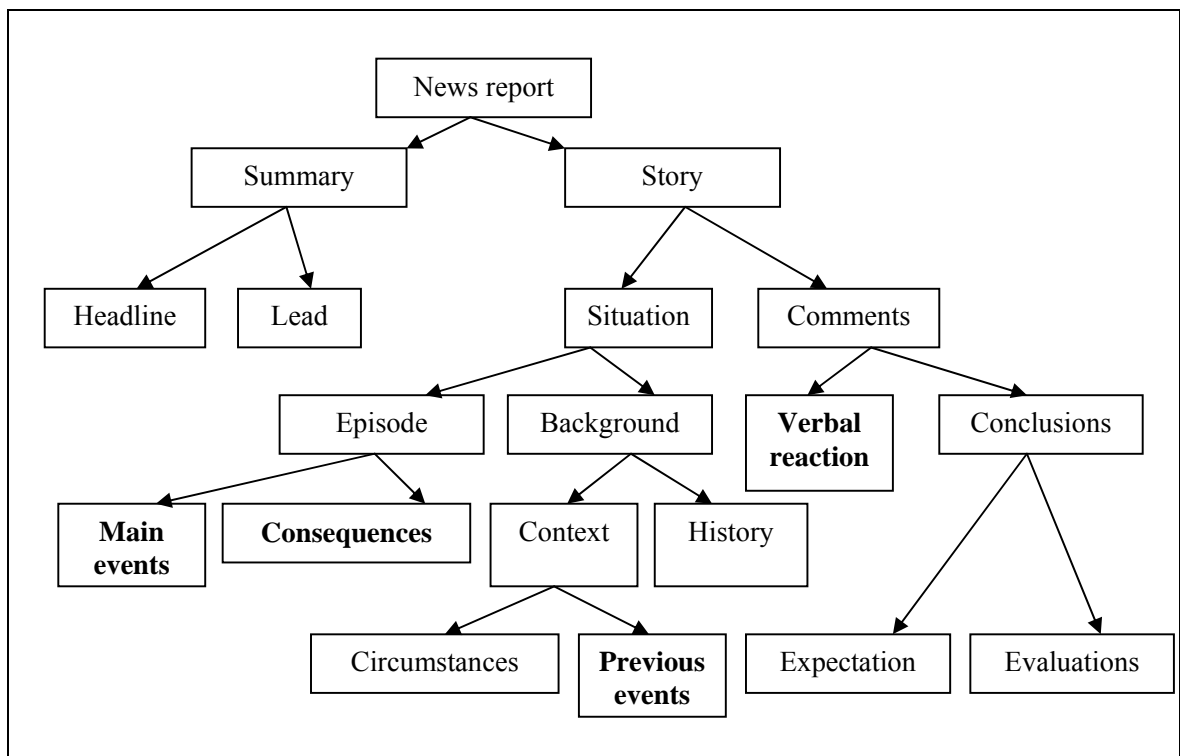 News report
Summary
Story
Headline
Lead
Situation
Comments
Episode
Background
Verbal
reaction
Conclusions
Main
events
Consequences
Context
History
Circumstances
Previous
events
Expectation
Evaluations